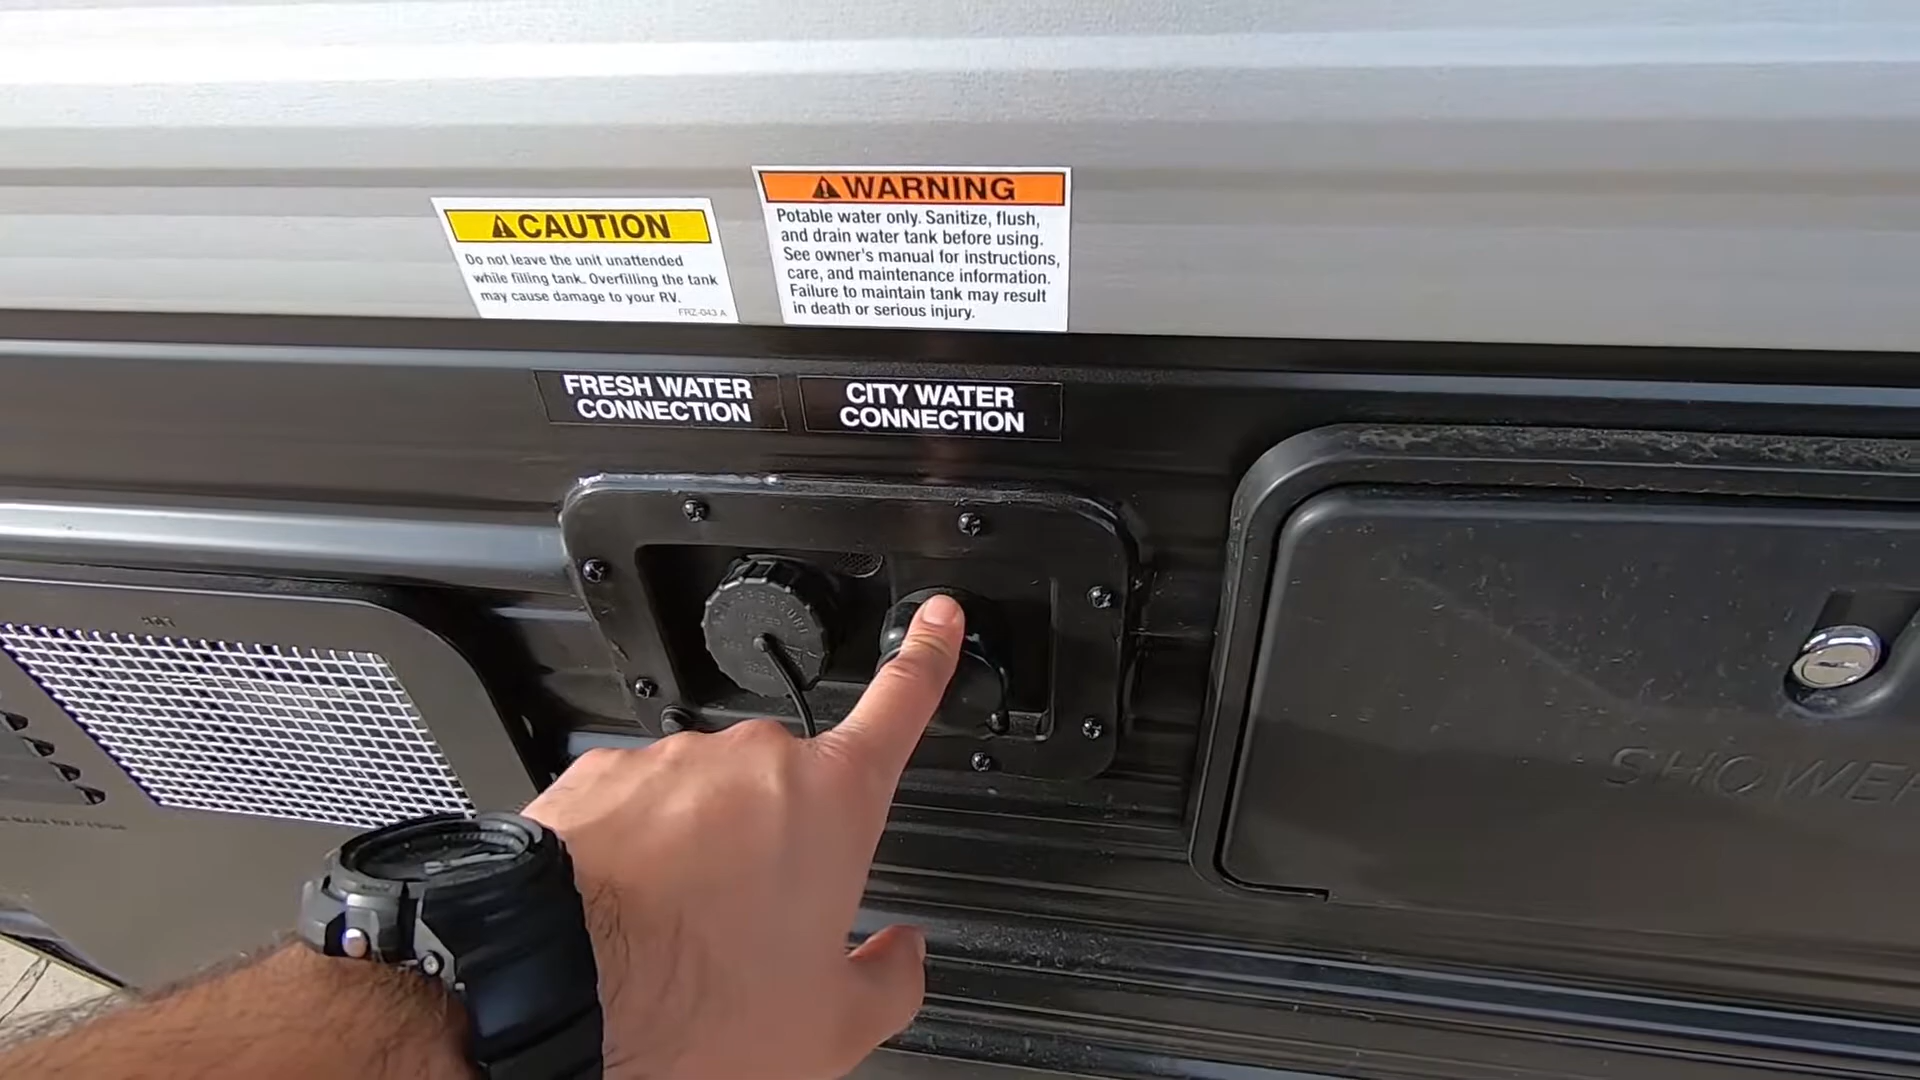 CAUTION
Do not leave the unit unattended
while filling tank. Overfilling the tank
may cause damage to your RV.
FRZ-043 A
WARNING
Potable water only. Sanitize, flush,
and drain water tank before using.
See owner's manual for instructions,
care, and maintenance information.
Failure to maintain tank may result
in death or serious injury.
FRESH WATER
CONNECTION
CITY WATER
CONNECTION
WATER
SHOWER